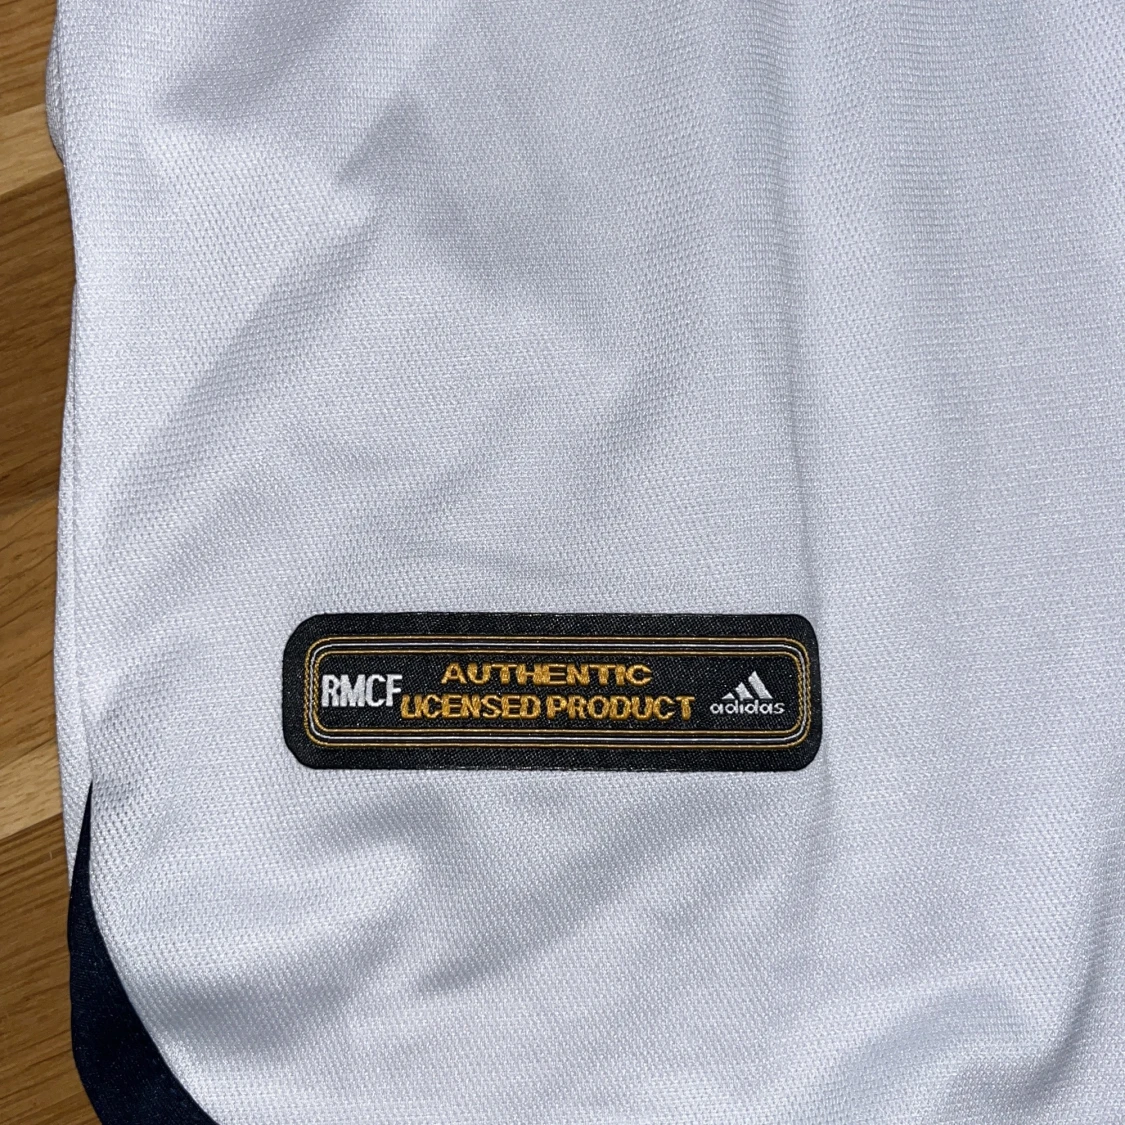 RMCF
AUTHENTIC
LICENSED PRODUCT
adidas